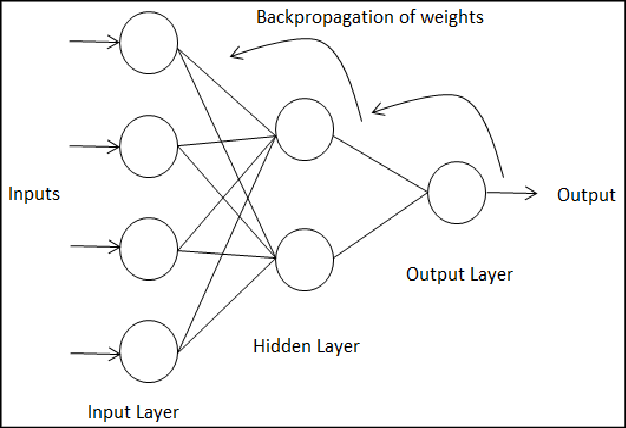 Backpropagation of weights
Inputs
Output
Output Layer
Hidden Layer
Input Layer